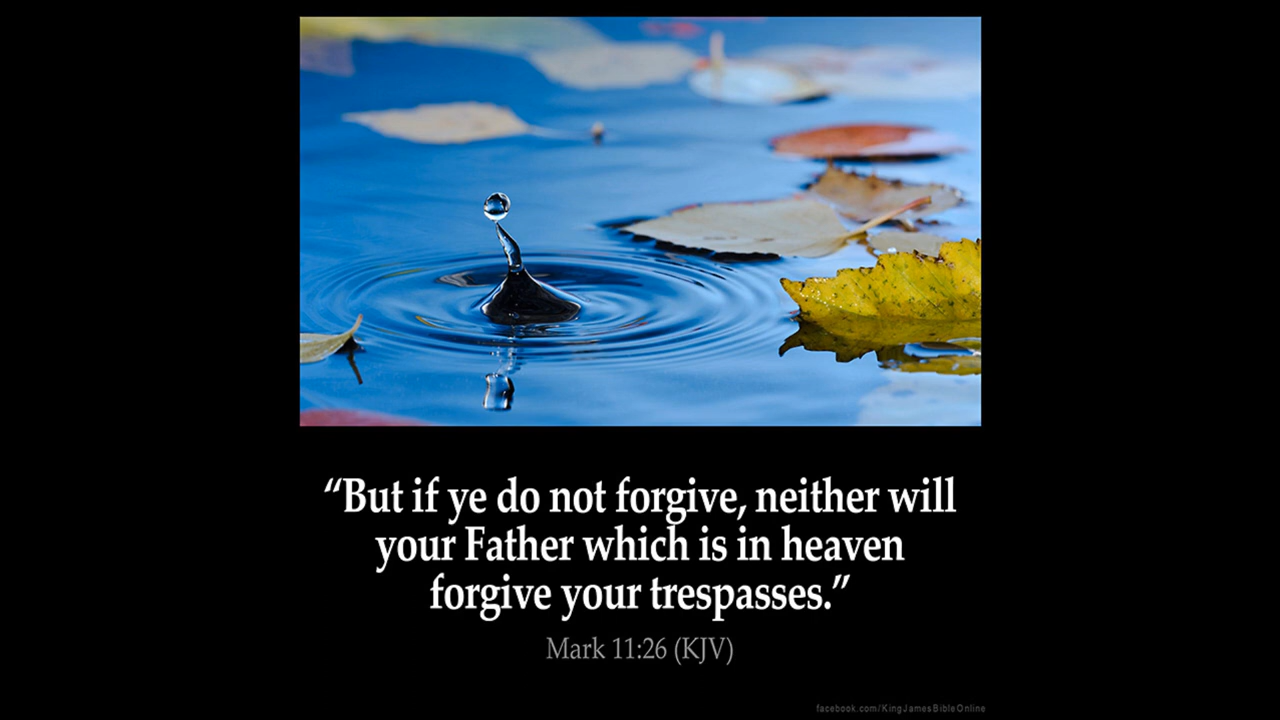 “But if ye do not forgive, neither will
your Father which is in heaven
forgive your trespasses.”
Mark 11:26 (KJV)
facebook.com/KingJamesBibleOnline